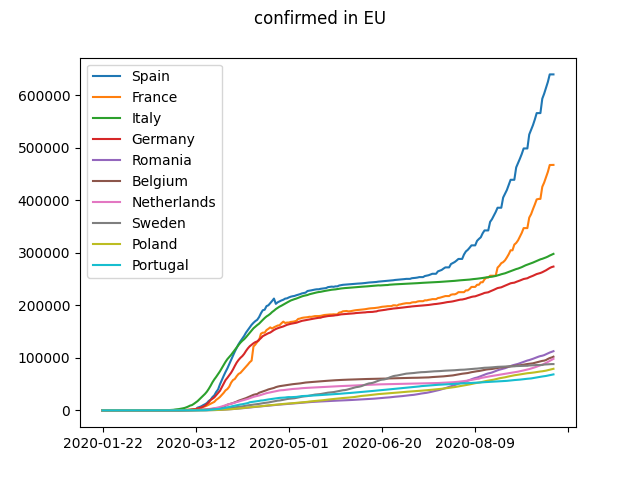 confirmed in EU
600000
500000
400000
300000
200000
100000
0
Spain
France
Italy
Germany
Romania
Belgium
Netherlands
Sweden
Poland
Portugal
2020-01-22 2020-03-12 2020-05-01 2020-06-20 2020-08-09